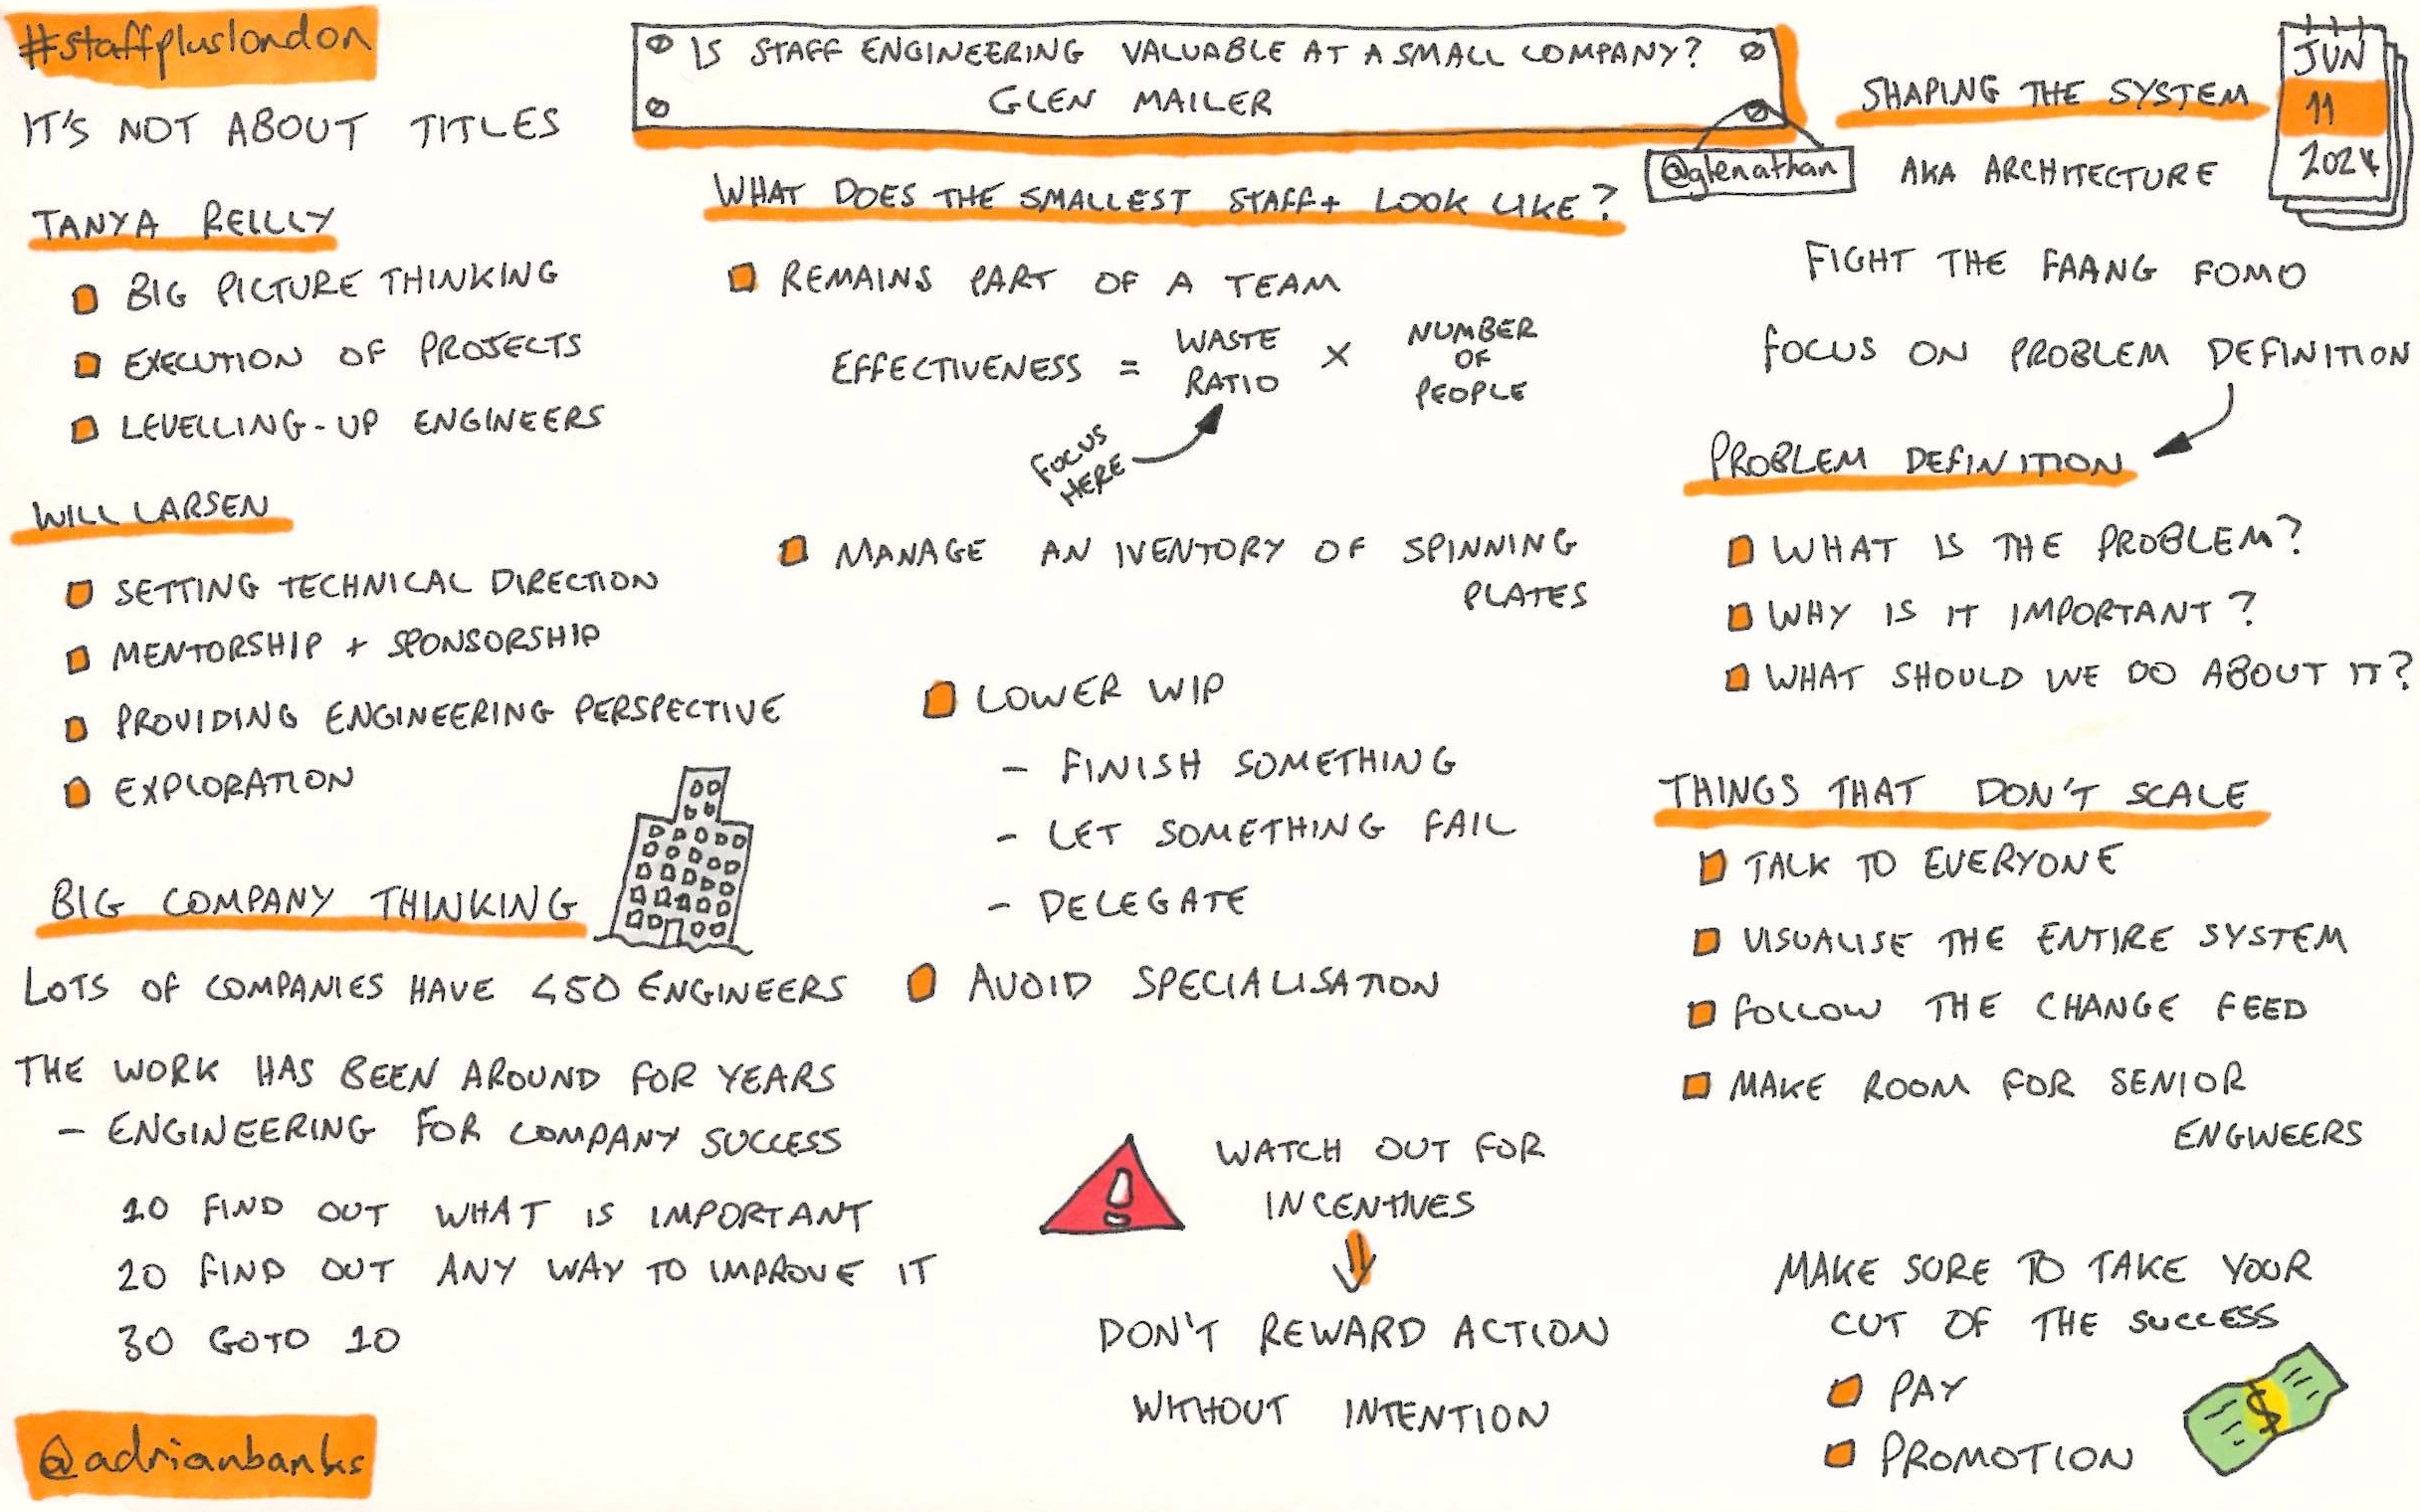 #staffpluslondon
IT'S NOT ABOUT TITLES
TANYA REILLY
BIG PICTURE THINKING
EXECUTION OF PROJECTS
LEVELLING-UP ENGINEERS
WILL LARSEN
SETTING TECHNICAL DIRECTION
MENTORSHIP + SPONSORSHIP
PROVIDING ENGINEERING PERSPECTIVE
EXPLORATION
BIG COMPANY THINKING
LOTS OF COMPANIES HAVE <50 ENGINEERS
THE WORK HAS BEEN AROUND FOR YEARS
- ENGINEERING FOR COMPANY SUCCESS
10 FIND OUT WHAT IS IMPORTANT
20 FIND OUT ANY WAY TO IMPROVE IT
30 GOTO 10
@adrianbanks
IS STAFF ENGINEERING VALUABLE AT A SMALL COMPANY?
GLEN MAILER
@glenathan
WHAT DOES THE SMALLEST STAFF+ LOOK LIKE?
REMAINS PART OF A TEAM
EFFECTIVENESS = WASTE RATIO × NUMBER OF PEOPLE
FOCUS
HERE
MANAGE AN IVENTORY OF SPINNING
PLATES
LOWER WIP
- FINISH SOMETHING
- LET SOMETHING FAIL
- DELEGATE
AVOID SPECIALISATION
!
WATCH OUT FOR
INCENTIVES
DON'T REWARD ACTION
WITHOUT INTENTION
JUN
11
2024
SHAPING THE SYSTEM
AKA ARCHITECTURE
FIGHT THE FAANG FOMO
FOCUS ON PROBLEM DEFINITION
PROBLEM DEFINITION
WHAT IS THE PROBLEM?
WHY IS IT IMPORTANT?
WHAT SHOULD WE DO ABOUT IT?
THINGS THAT DON'T SCALE
TALK TO EVERYONE
VISUALISE THE ENTIRE SYSTEM
FOLLOW THE CHANGE FEED
MAKE ROOM FOR SENIOR
ENGINEERS
MAKE SURE TO TAKE YOUR
CUT OF THE SUCCESS
PAY
PROMOTION
$